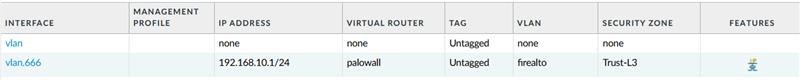 INTERFACE MANAGEMENT PROFILE IP ADDRESS VIRTUAL ROUTER TAG VLAN SECURITY ZONE FEATURES
vlan none none Untagged none none
vlan.666 192.168.10.1/24 palowall Untagged firealto Trust-L3